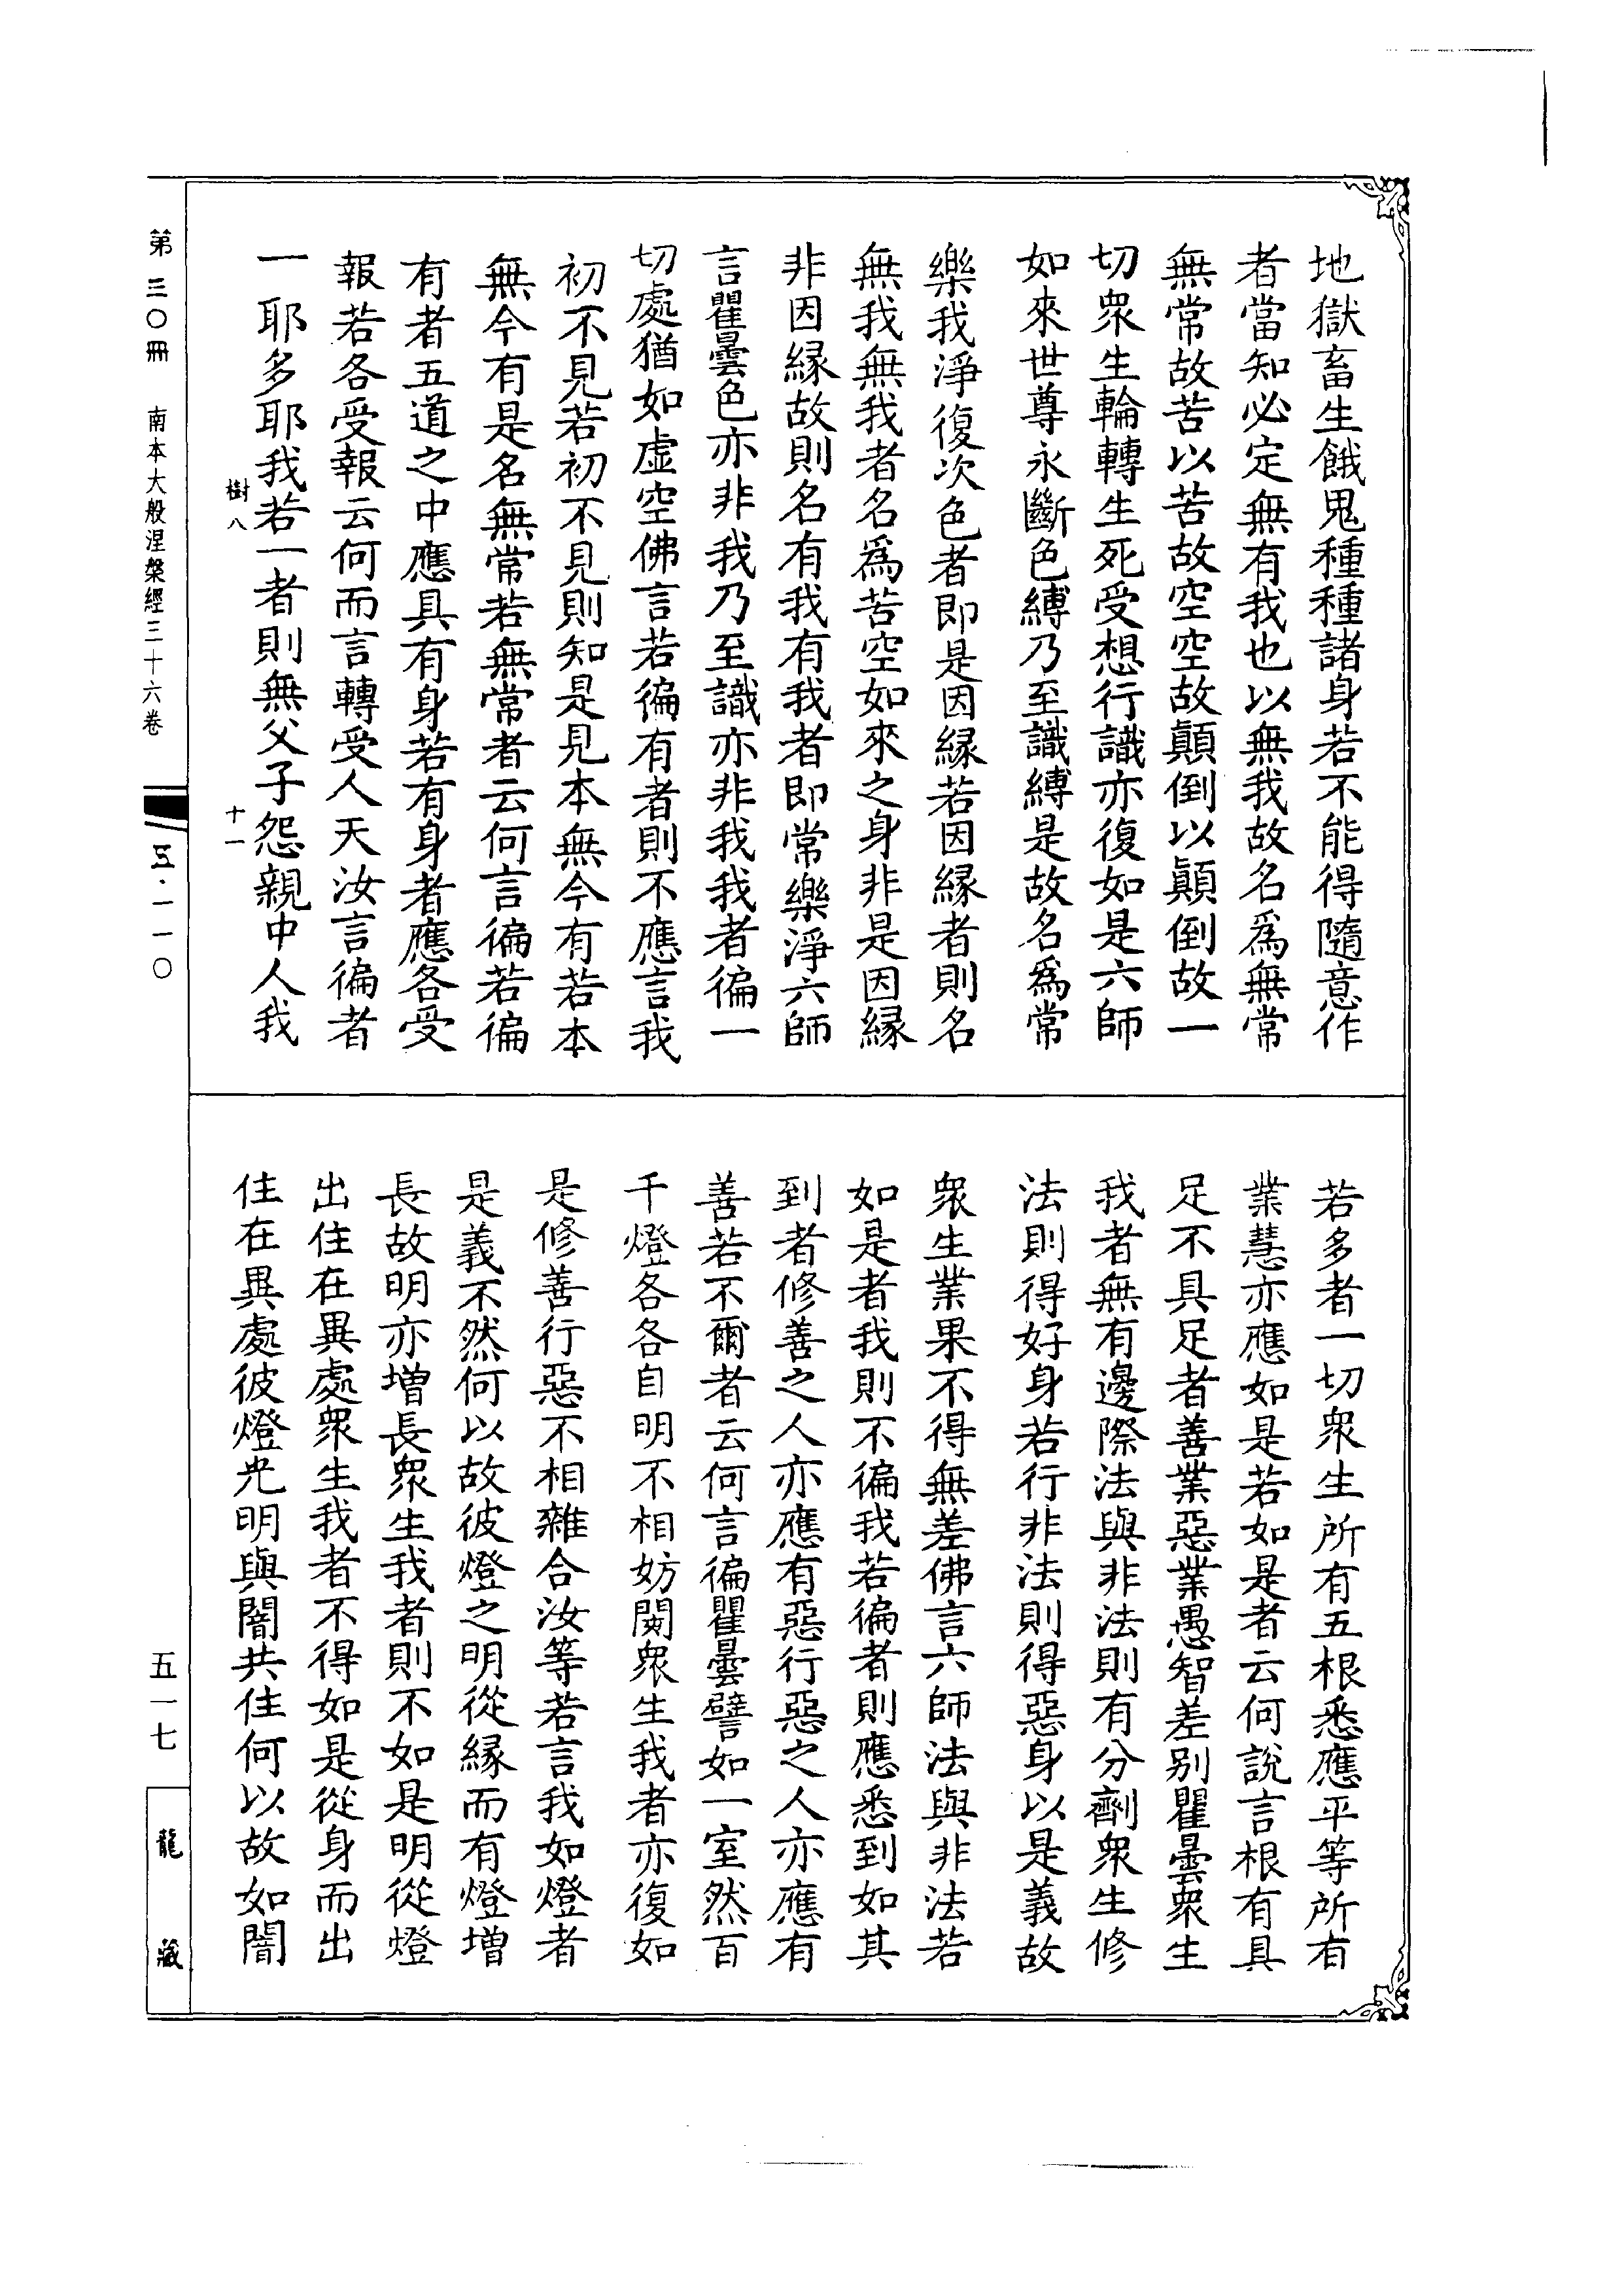 地獄畜生餓鬼種種諸身若不能得隨意作
者當知必定無有我也以無我故名爲無常
無常故苦以苦故空空故顚倒以顚倒故一
切衆生輪轉生死受想行識亦復如是六師
如來世尊永斷色縛乃至識縛是故名爲常
樂我淨復次色者即是因縁若因縁者則名
無我無我者名爲苦空如來之身非是因縁
非因縁故則名有我有我者即常樂淨六師
言瞿曇色亦非我乃至識亦非我我者徧一
切處猶如虛空佛言若徧有者則不應言我
初不見若初不見則知是見本無今有若本
無今有是名無常若無常者云何言徧若徧
有者五道之中應具有身若有身者應各受
報若各受報云何而言轉受人天汝言徧者
一耶多耶我若一者則無父子怨親中人我
樹八
十一
若多者一切衆生所有五根悉應平等所有
業慧亦應如是若如是者云何說言根有具
足不具足者善業惡業愚智差別瞿曇衆生
我者無有邊際法與非法則有分劑衆生修
法則得好身若行非法則得惡身以是義故
衆生業果不得無差佛言六師法與非法若
如是者我則不徧我若徧者則應悉到如其
到者修善之人亦應有惡行惡之人亦應有
善若不爾者云何言徧瞿曇譬如一室然百
千燈各各自明不相妨閡衆生我者亦復如
是修善行惡不相雜合汝等若言我如燈者
是義不然何以故彼燈之明從縁而有燈增
長故明亦增長衆生我者則不如是明從燈
出住在異處衆生我者不得如是從身而出
住在異處彼燈光明與闇共住何以故如闇
第三〇冊 南本大般涅槃經三十六卷
五·一一〇
五一七
龍藏